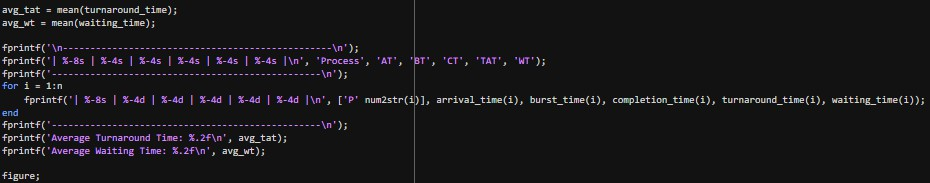 avg_tat = mean(turnaround_time);
avg_wt = mean(waiting_time);
fprintf('\n-------------------------------------------------\n');
fprintf('| %-8s | %-4s | %-4s | %-4s | %-4s | %-4s |\n', 'Process', 'AT', 'BT', 'CT', 'TAT', 'WT');
fprintf('-------------------------------------------------\n');
for i = 1:n
    fprintf('| %-8s | %-4d | %-4d | %-4d | %-4d | %-4d |\n', ['P' num2str(i)], arrival_time(i), burst_time(i), completion_time(i), turnaround_time(i), waiting_time(i));
end
fprintf('-------------------------------------------------\n');
fprintf('Average Turnaround Time: %.2f\n', avg_tat);
fprintf('Average Waiting Time: %.2f\n', avg_wt);
figure;